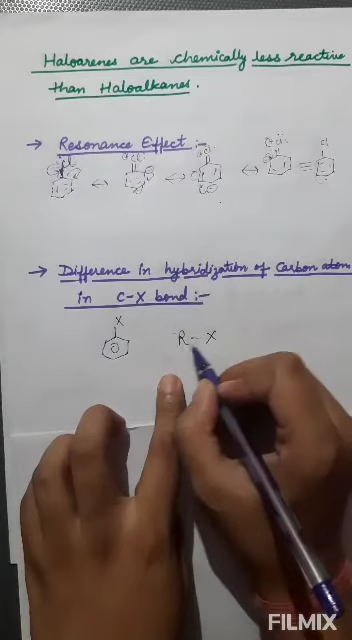 Haloarenes are chemically less reactive
than Haloalkanes.
→ Resonance Effect :-
→ Difference in hybridization of Carbon atom
in C-X bond :-
X
R - X
FILMIX